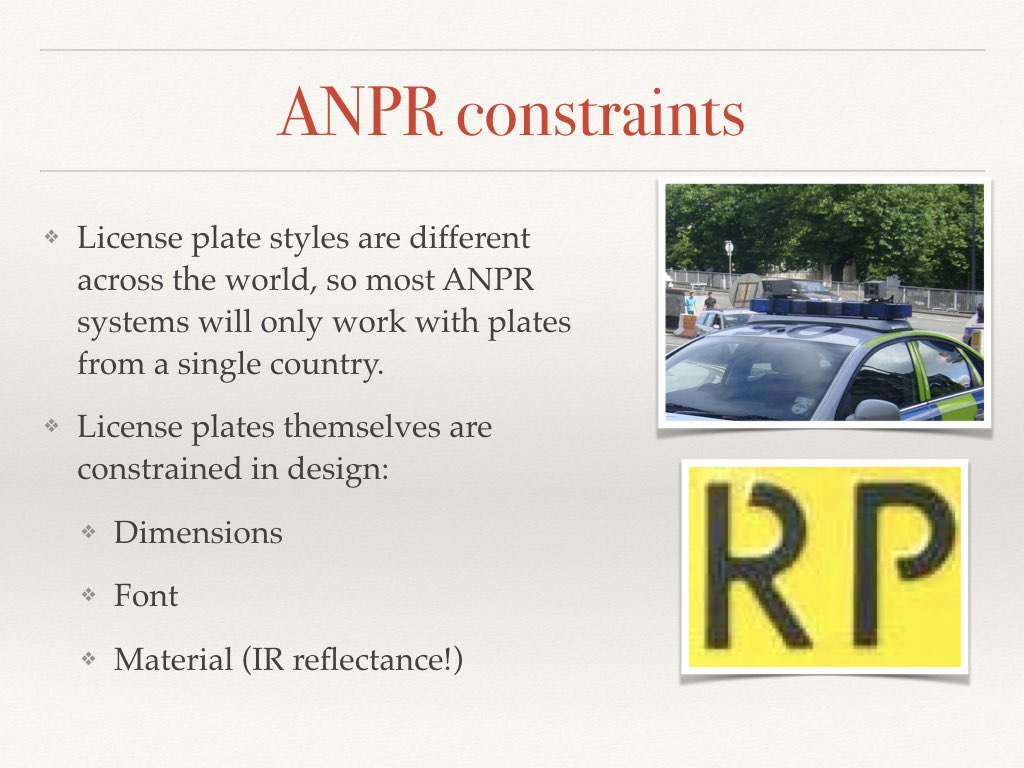 ANPR constraints
License plate styles are different
across the world, so most ANPR
systems will only work with plates
from a single country.
License plates themselves are
constrained in design:
Dimensions
Font
Material (IR reflectance!)
R P